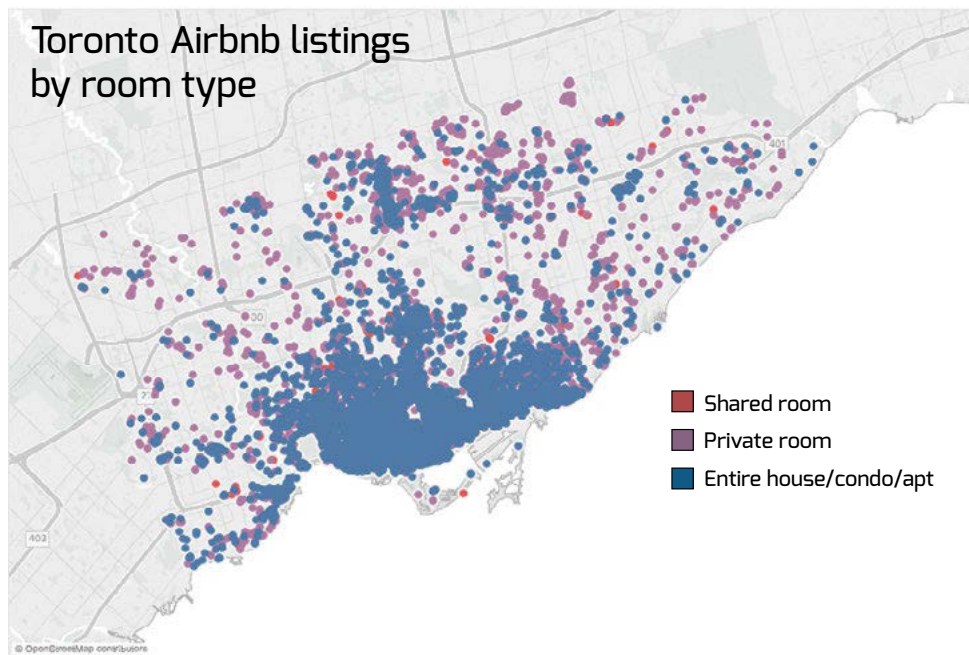 Toronto Airbnb listings
by room type
401
Shared room
Private room
Entire house/condo/apt
403
© OpenStreetMap contributors